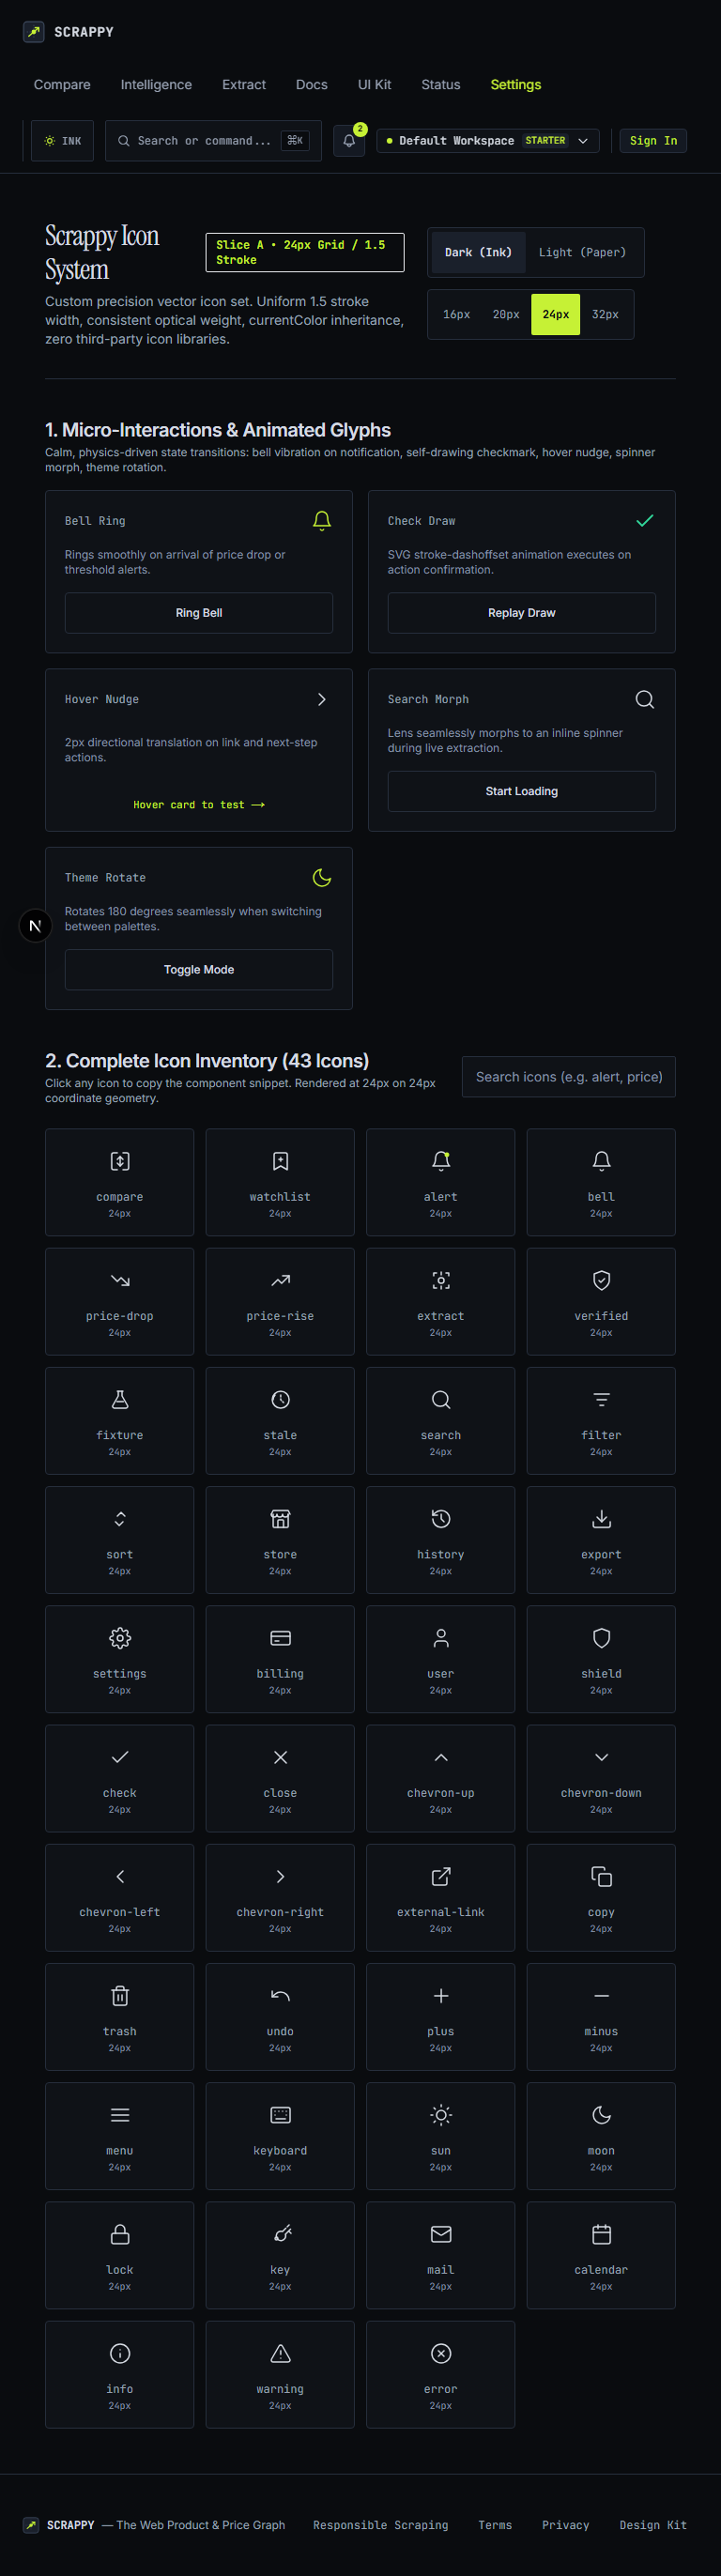 SCRAPPY
Compare Intelligence Extract Docs UI Kit Status Settings
INK Search or command... ⌘K 2 Default Workspace STARTER Sign In
Scrappy Icon
System
Slice A • 24px Grid / 1.5
Stroke
Custom precision vector icon set. Uniform 1.5 stroke
width, consistent optical weight, currentColor inheritance,
zero third-party icon libraries.
Dark (Ink) Light (Paper)
16px 20px 24px 32px
1. Micro-Interactions & Animated Glyphs
Calm, physics-driven state transitions: bell vibration on notification, self-drawing checkmark, hover nudge, spinner
morph, theme rotation.
Bell Ring
Rings smoothly on arrival of price drop or
threshold alerts.
Ring Bell
Check Draw
SVG stroke-dashoffset animation executes on
action confirmation.
Replay Draw
Hover Nudge
2px directional translation on link and next-step
actions.
Hover card to test →
Search Morph
Lens seamlessly morphs to an inline spinner
during live extraction.
Start Loading
Theme Rotate
Rotates 180 degrees seamlessly when switching
between palettes.
Toggle Mode
N
2. Complete Icon Inventory (43 Icons)
Click any icon to copy the component snippet. Rendered at 24px on 24px
coordinate geometry.
Search icons (e.g. alert, price)
compare watchlist alert bell
24px 24px 24px 24px
price-drop price-rise extract verified
24px 24px 24px 24px
fixture stale search filter
24px 24px 24px 24px
sort store history export
24px 24px 24px 24px
settings billing user shield
24px 24px 24px 24px
check close chevron-up chevron-down
24px 24px 24px 24px
chevron-left chevron-right external-link copy
24px 24px 24px 24px
trash undo plus minus
24px 24px 24px 24px
menu keyboard sun moon
24px 24px 24px 24px
lock key mail calendar
24px 24px 24px 24px
info warning error
24px 24px 24px
SCRAPPY — The Web Product & Price Graph Responsible Scraping Terms Privacy Design Kit